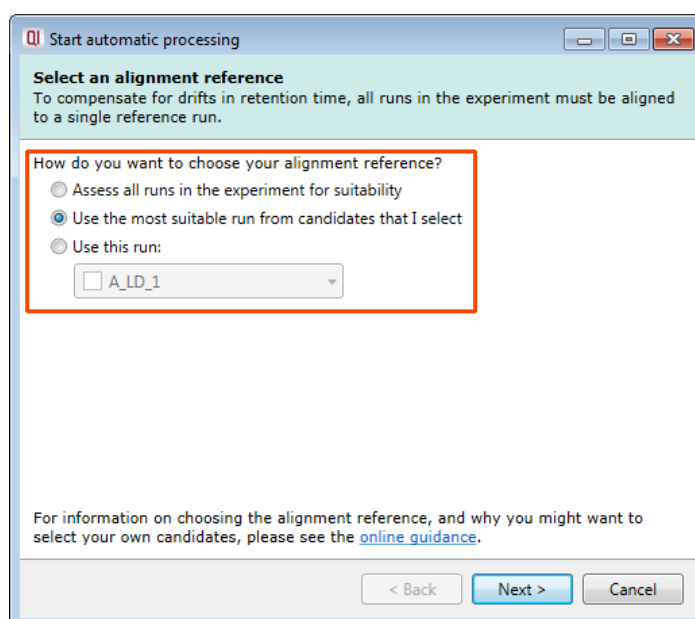 QI Start automatic processing
Select an alignment reference
To compensate for drifts in retention time, all runs in the experiment must be aligned
to a single reference run.
How do you want to choose your alignment reference?
Assess all runs in the experiment for suitability
Use the most suitable run from candidates that I select
Use this run:
A_LD_1
For information on choosing the alignment reference, and why you might want to
select your own candidates, please see the online guidance.
< Back Next > Cancel